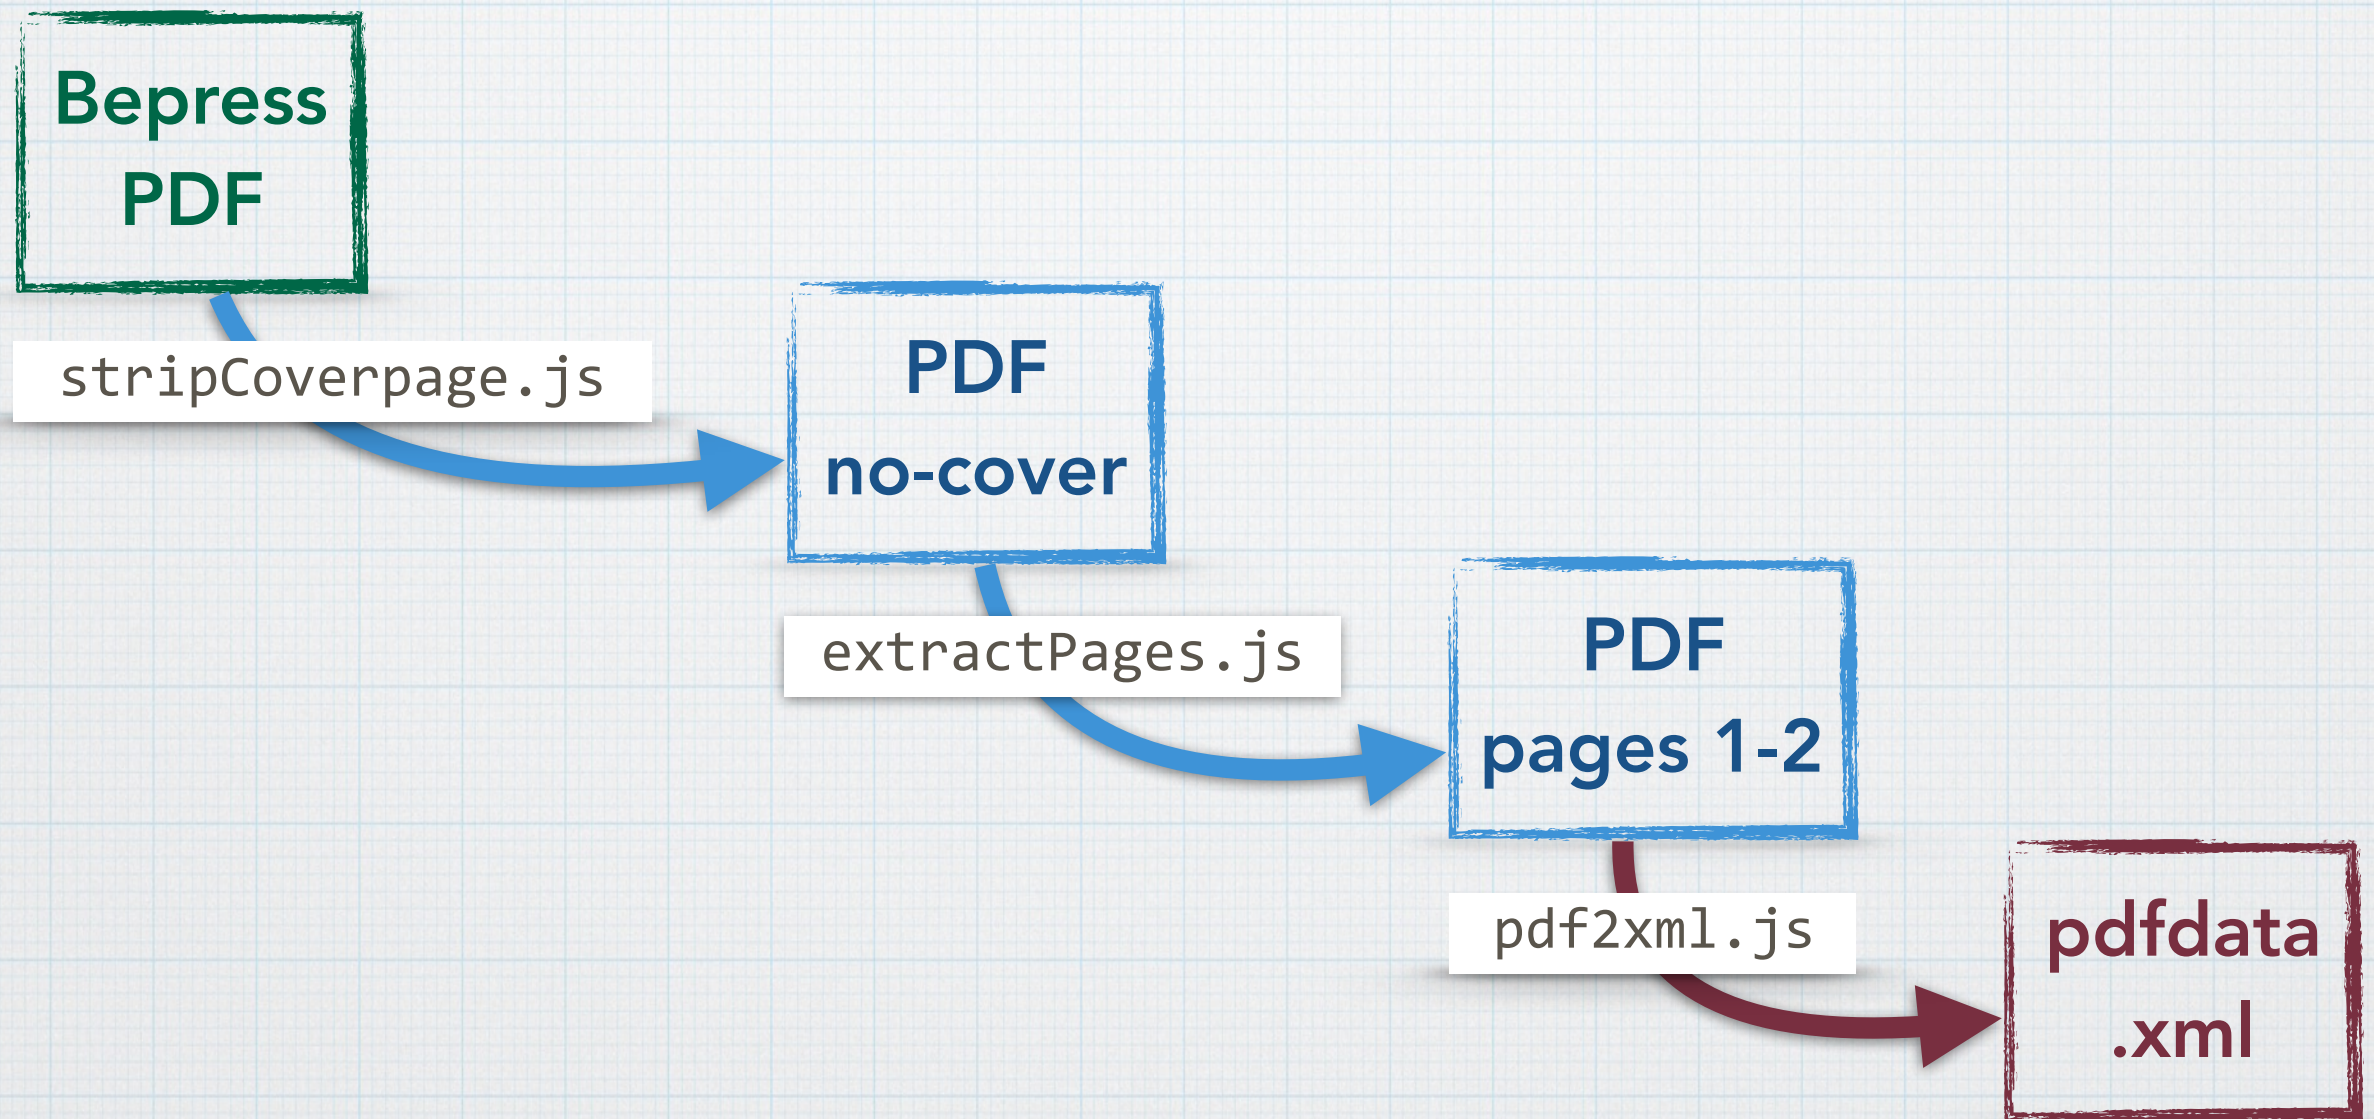 Bepress
PDF
stripCoverpage.js
PDF
no-cover
extractPages.js
PDF
pages 1-2
pdf2xml.js
pdfdata
.xml